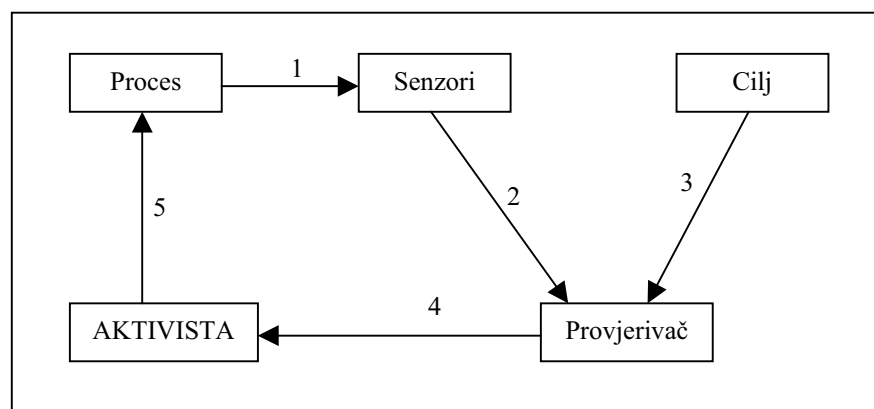 Proces
1
Senzori
Cilj
2
3
5
4
AKTIVISTA
Provjerivač